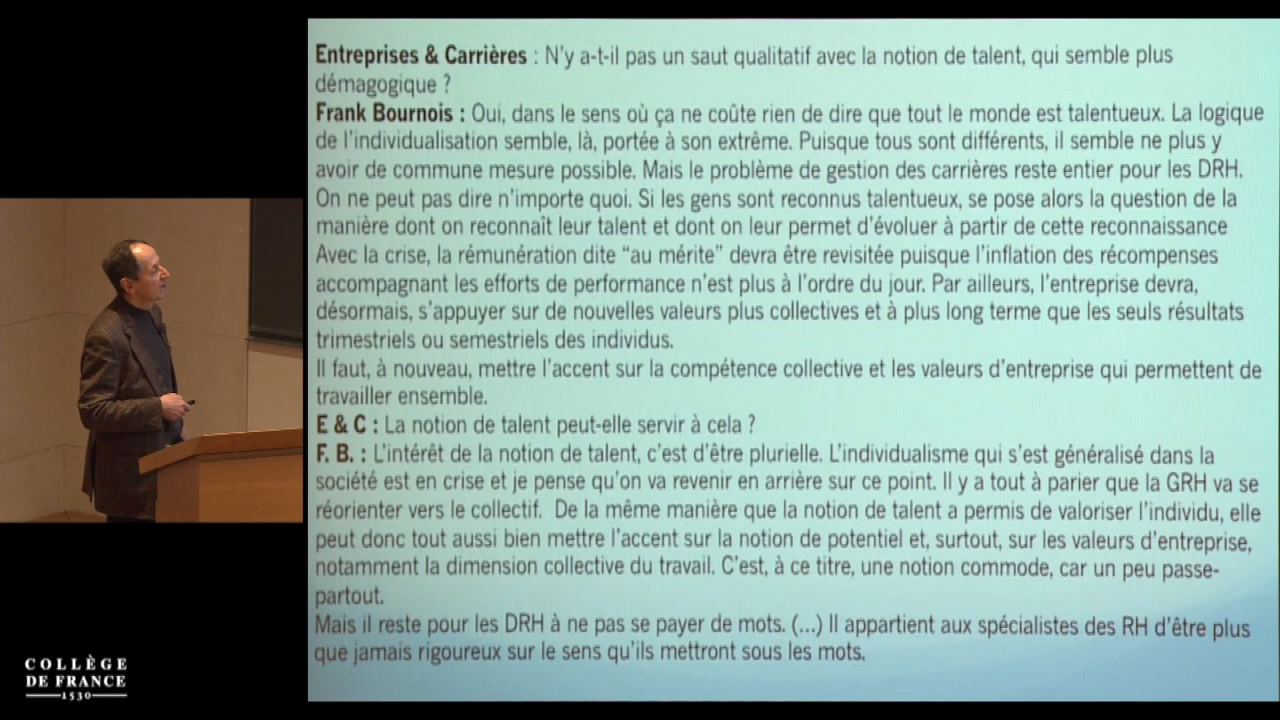 Entreprises & Carrières : N'y a-t-il pas un saut qualitatif avec la notion de talent, qui semble plus
démagogique ?
Frank Bournois : Oui, dans le sens où ça ne coûte rien de dire que tout le monde est talentueux. La logique
de l'individualisation semble, là, portée à son extrême. Puisque tous sont différents, il semble ne plus y
avoir de commune mesure possible. Mais le problème de gestion des carrières reste entier pour les DRH.
On ne peut pas dire n'importe quoi. Si les gens sont reconnus talentueux, se pose alors la question de la
manière dont on reconnaît leur talent et dont on leur permet d'évoluer à partir de cette reconnaissance
Avec la crise, la rémunération dite "au mérite" devra être revisitée puisque l'inflation des récompenses
accompagnant les efforts de performance n'est plus à l'ordre du jour. Par ailleurs, l'entreprise devra,
désormais, s'appuyer sur de nouvelles valeurs plus collectives et à plus long terme que les seuls résultats
trimestriels ou semestriels des individus.
Il faut, à nouveau, mettre l'accent sur la compétence collective et les valeurs d'entreprise qui permettent de
travailler ensemble.
E & C : La notion de talent peut-elle servir à cela ?
F. B. : L'intérêt de la notion de talent, c'est d'être plurielle. L'individualisme qui s'est généralisé dans la
société est en crise et je pense qu'on va revenir en arrière sur ce point. Il y a tout à parier que la GRH va se
réorienter vers le collectif. De la même manière que la notion de talent a permis de valoriser l'individu, elle
peut donc tout aussi bien mettre l'accent sur la notion de potentiel et, surtout, sur les valeurs d'entreprise,
notamment la dimension collective du travail. C'est, à ce titre, une notion commode, car un peu passe-
partout.
Mais il reste pour les DRH à ne pas se payer de mots. (...) Il appartient aux spécialistes des RH d'être plus
que jamais rigoureux sur le sens qu'ils mettront sous les mots.
COLLÈGE
DE FRANCE
1530